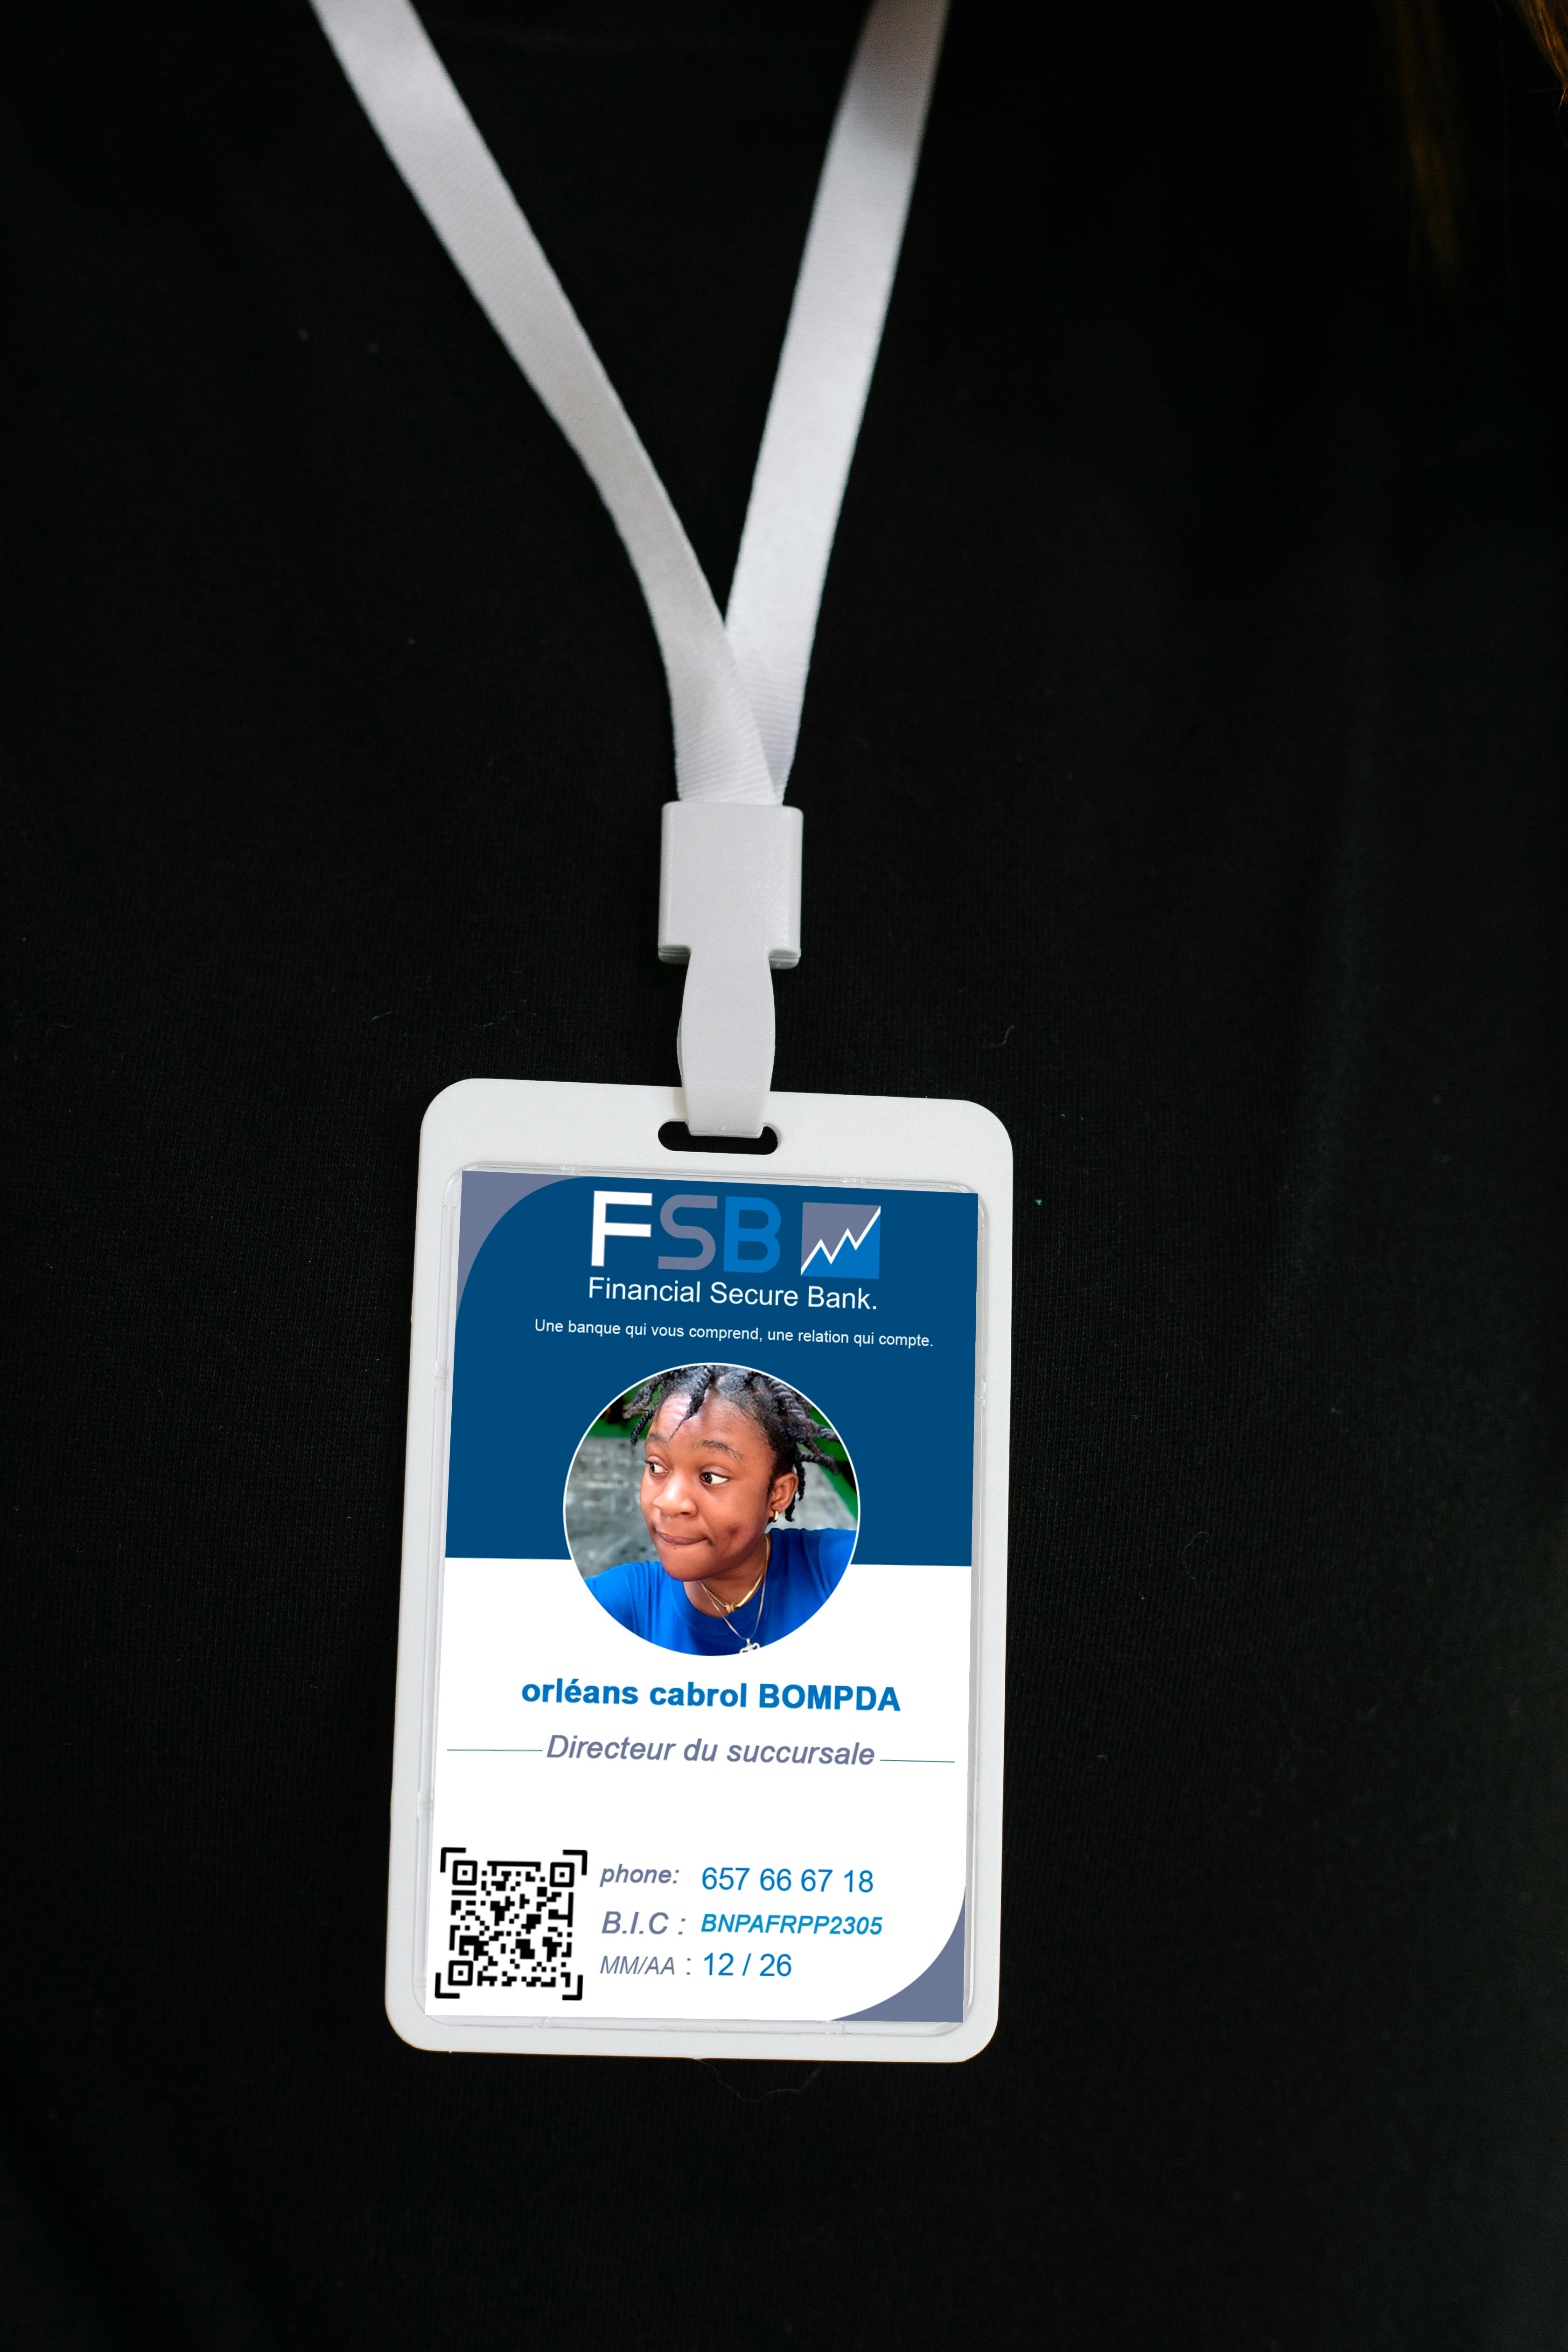 FSB
Financial Secure Bank.
Une banque qui vous comprend, une relation qui compte.
orléans cabrol BOMPDA
Directeur du succursale
phone: 657 66 67 18
B.I.C : BNPAFRPP2305
MM/AA : 12 / 26